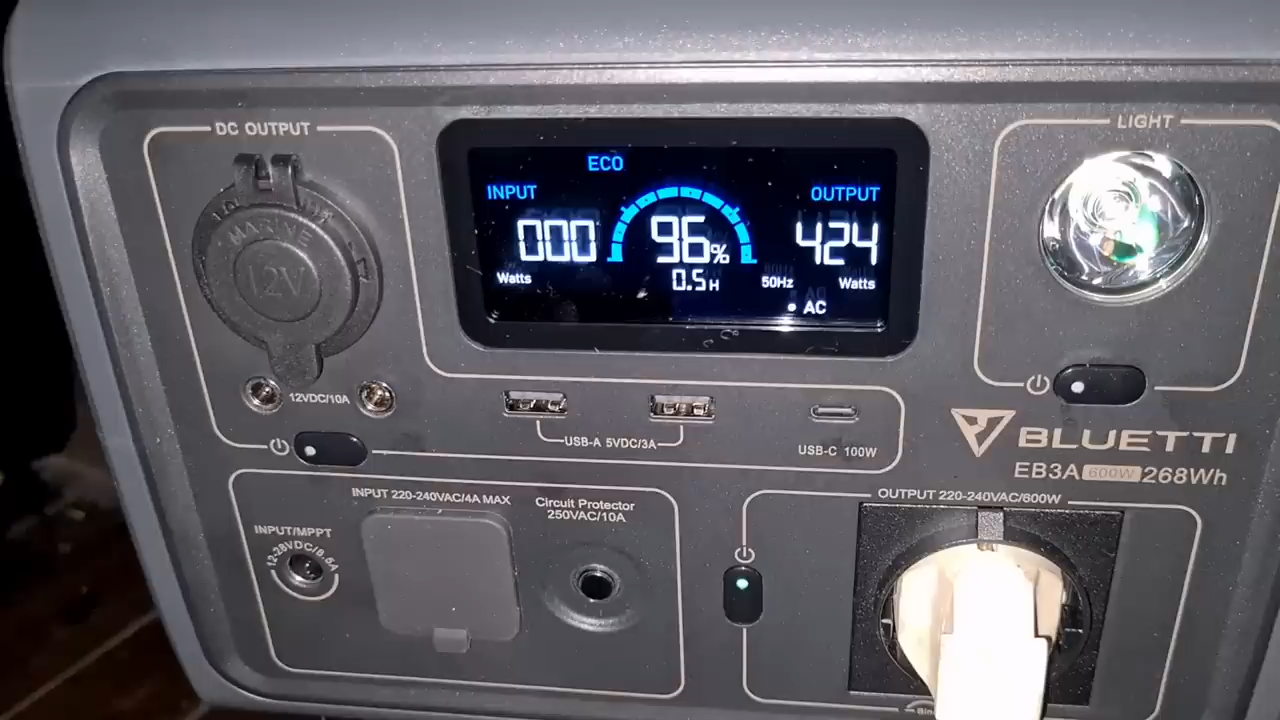 DC OUTPUT
MARINE
12V
12VDC/10A
ECO
INPUT
000
Watts
96%
0.5H
OUTPUT
424
50Hz
Watts
AC
LIGHT
USB-A 5VDC/3A
USB-C 100W
BLUETTI
EB3A 600W 268Wh
INPUT 220-240VAC/4A MAX
Circuit Protector
250VAC/10A
INPUT/MPPT
12-28VDC/8.5A
OUTPUT 220-240VAC/600W